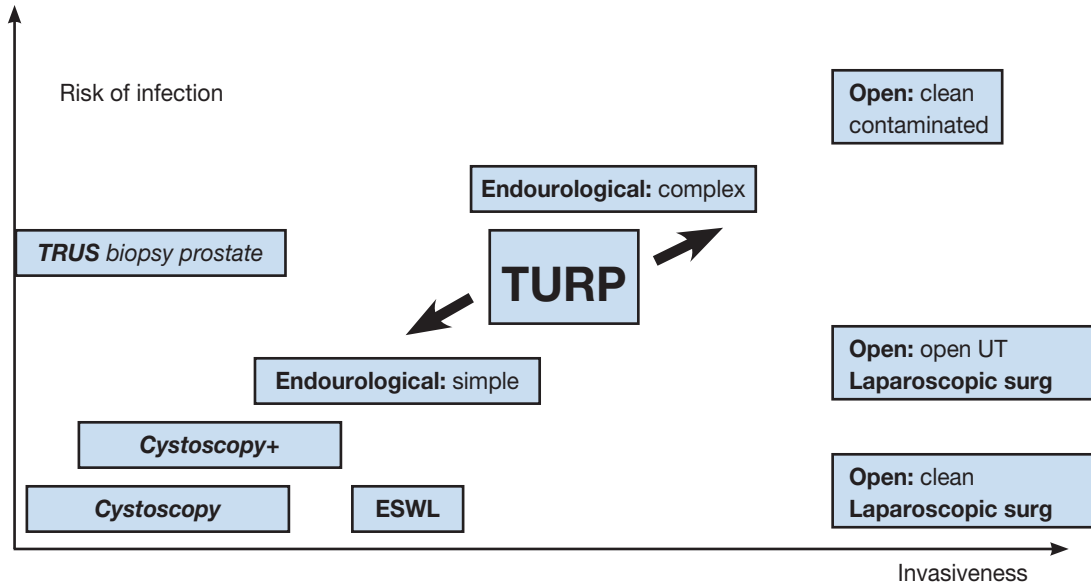 Risk of infection
Open: clean
contaminated
Endourological: complex
TRUS biopsy prostate
TURP
Open: open UT
Laparoscopic surg
Endourological: simple
Cystoscopy+
Open: clean
Laparoscopic surg
Cystoscopy
ESWL
Invasiveness